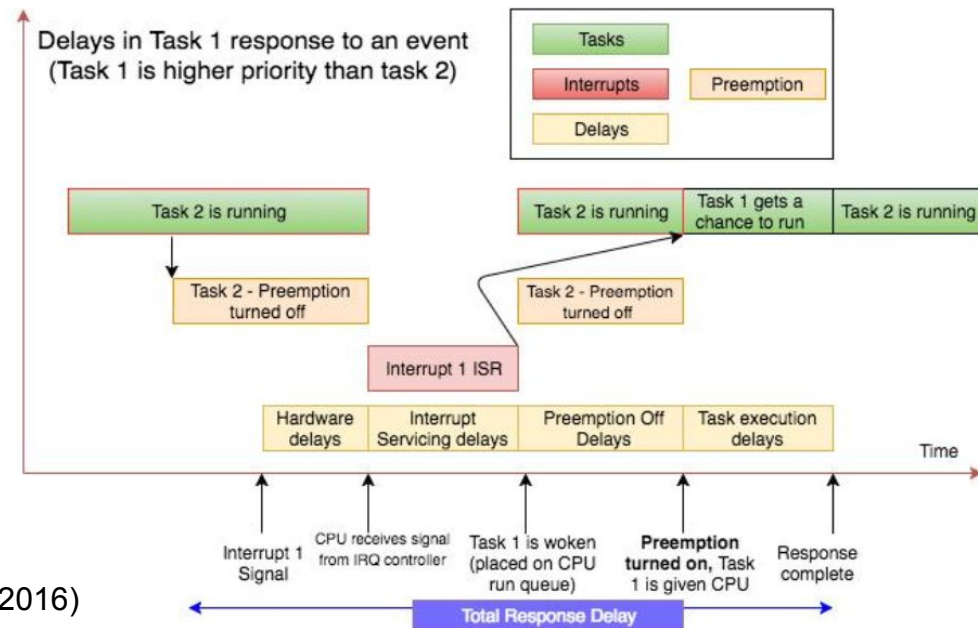 Delays in Task 1 response to an event
(Task 1 is higher priority than task 2)
Tasks
Interrupts
Preemption
Delays
Task 2 is running
Task 2 is running
Task 1 gets a
chance to run
Task 2 is running
Task 2 - Preemption
turned off
Task 2 - Preemption
turned off
Interrupt 1 ISR
Hardware
delays
Interrupt
Servicing delays
Preemption Off
Delays
Task execution
delays
Time
Interrupt 1
Signal
CPU receives signal
from IRQ controller
Task 1 is woken
(placed on CPU
run queue)
Preemption
turned on, Task
1 is given CPU
Response
complete
2016)
Total Response Delay